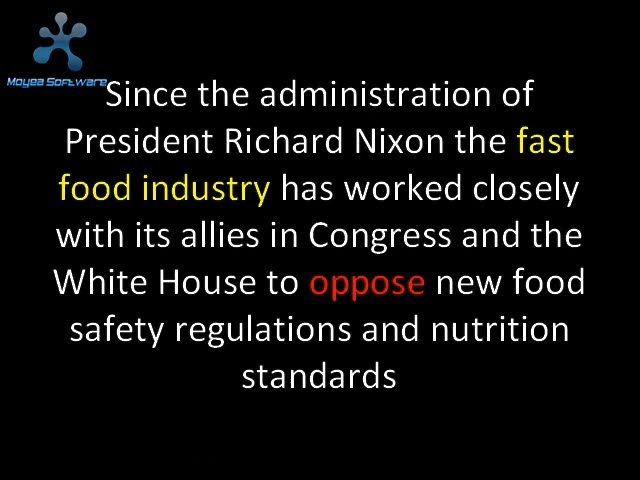 Moyea Software
Since the administration of
President Richard Nixon the fast
food industry has worked closely
with its allies in Congress and the
White House to oppose new food
safety regulations and nutrition
standards